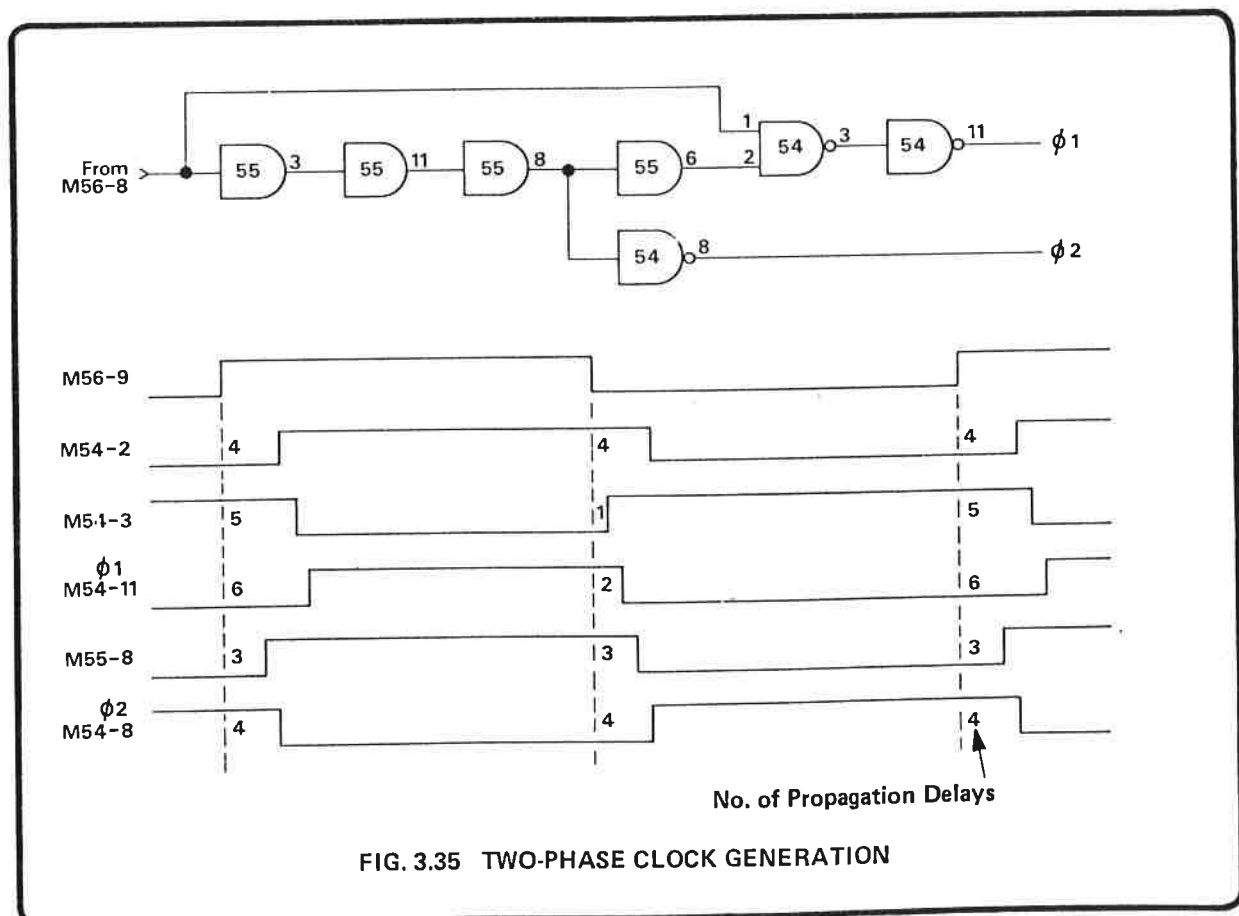 1
3
11
ϕ1
2
From
M56-8
55
3
55
11
55
8
55
6
54
54
54
8
ϕ2
M56-9
M54-2
4
4
4
M54-3
5
1
5
ϕ1
M54-11
6
2
6
M55-8
3
3
3
ϕ2
M54-8
4
4
4
No. of Propagation Delays
FIG. 3.35 TWO-PHASE CLOCK GENERATION